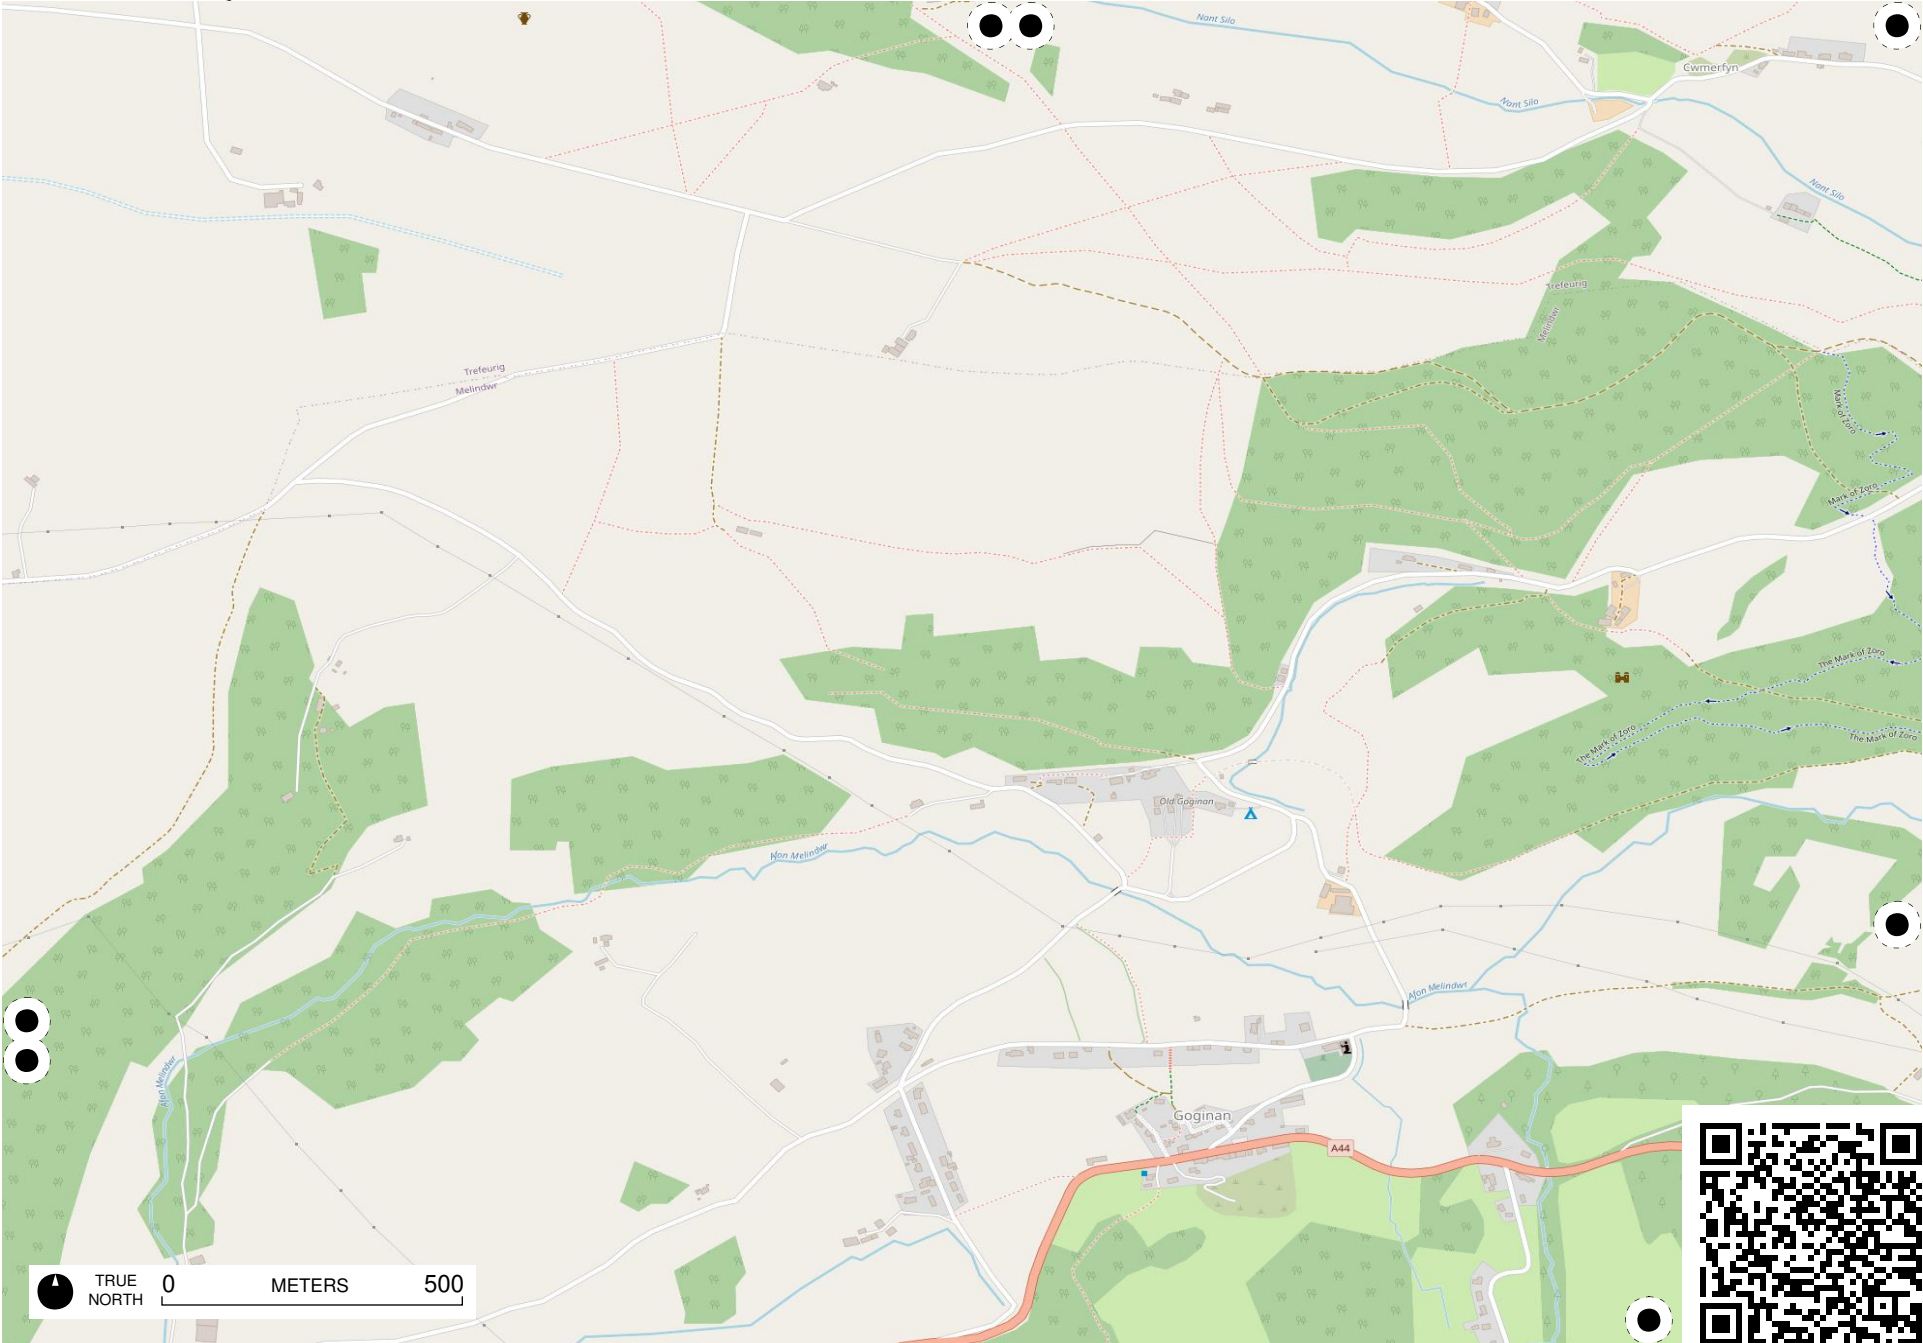 Nant Silo
Cwmerfyn
Nant Silo
Nant Silo
Trefeurig
Melindwr
Trefeurig
Melindwr
Mark of Zoro
Mark of Zoro
The Mark of Zoro
The Mark of Zoro
The Mark of Zoro
Old Goginan
Afon Melindwr
Afon Melindwr
Afon Melindwr
Goginan
A44
TRUE
NORTH
0 METERS 500